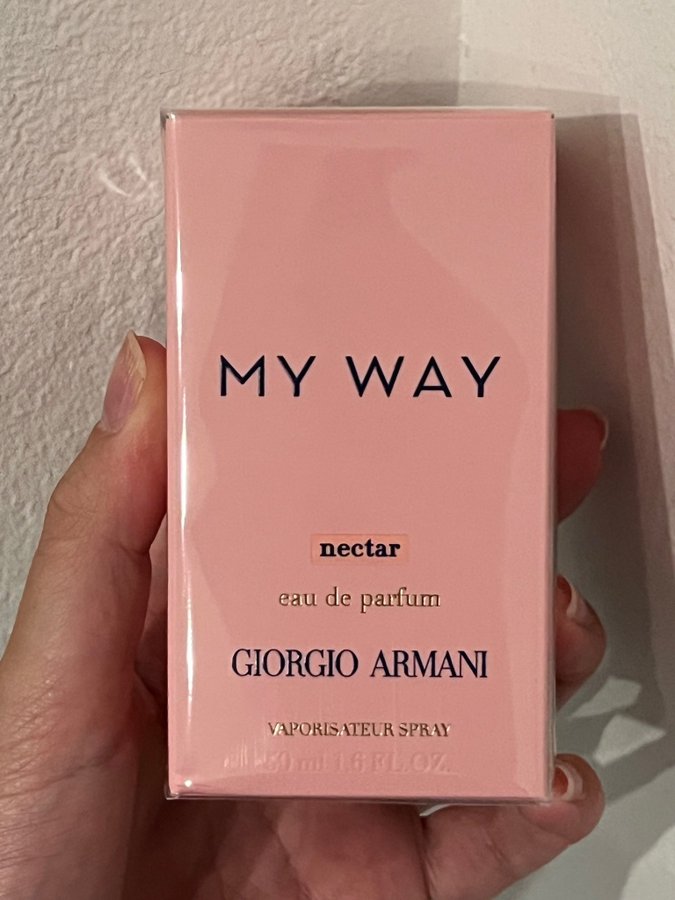 MY WAY
nectar
eau de parfum
GIORGIO ARMANI
VAPORISATEUR SPRAY
50 ml 1.6 FL. OZ.